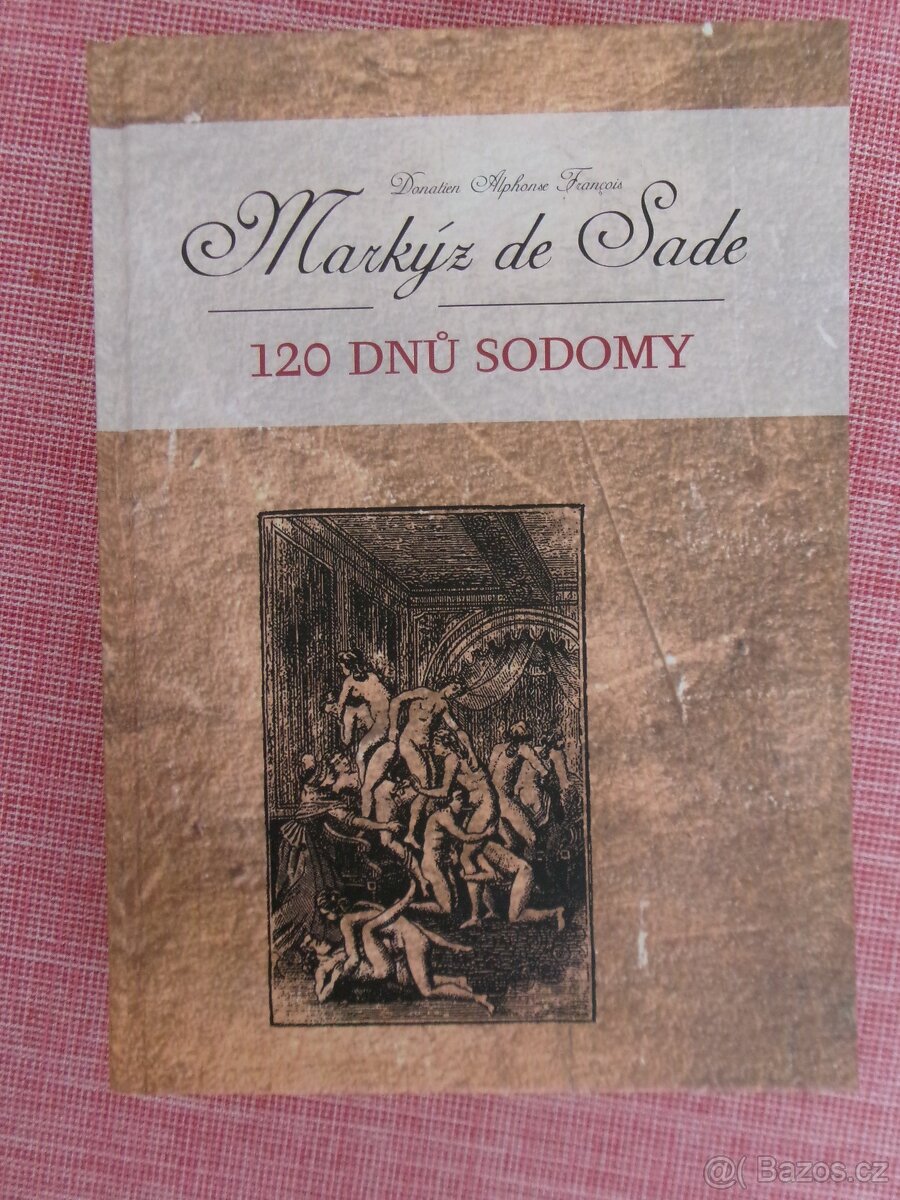 Donatien Alphonse François
Markýz de Sade
120 DNŮ SODOMY
@( Bazos.cz